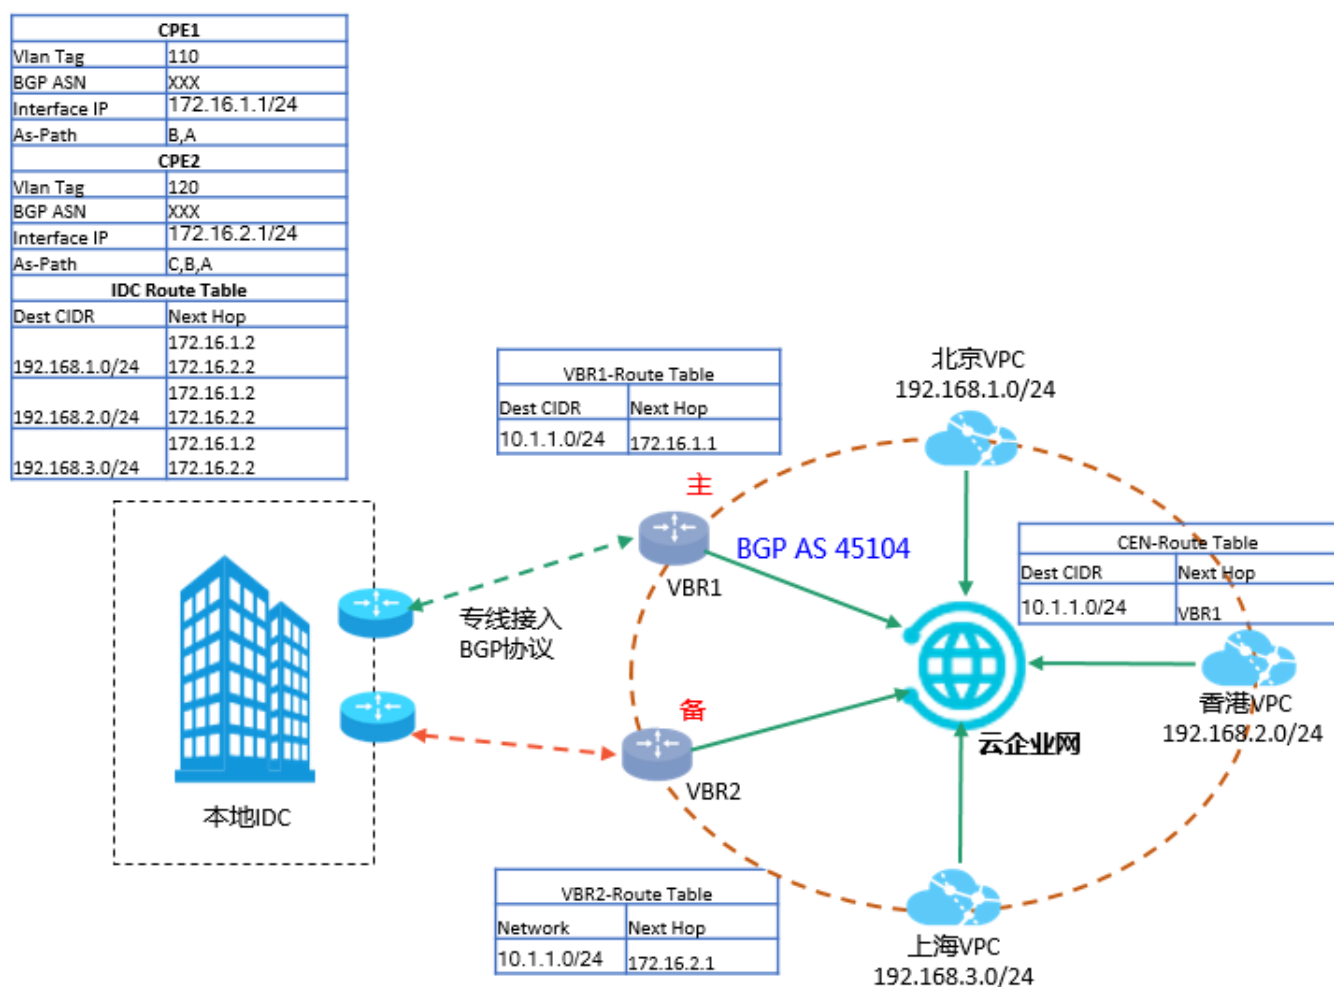 CPE1
Vlan Tag 110
BGP ASN XXX
Interface IP 172.16.1.1/24
As-Path B,A
CPE2
Vlan Tag 120
BGP ASN XXX
Interface IP 172.16.2.1/24
As-Path C,B,A
IDC Route Table
Dest CIDR Next Hop
172.16.1.2
192.168.1.0/24 172.16.2.2
172.16.1.2
192.168.2.0/24 172.16.2.2
172.16.1.2
192.168.3.0/24 172.16.2.2
VBR1-Route Table
Dest CIDR Next Hop
10.1.1.0/24 172.16.1.1
北京VPC
192.168.1.0/24
主
BGP AS 45104
VBR1
CEN-Route Table
Dest CIDR Next Hop
10.1.1.0/24 VBR1
专线接入
BGP协议
香港VPC
192.168.2.0/24
备
云企业网
VBR2
本地IDC
VBR2-Route Table
Network Next Hop
10.1.1.0/24 172.16.2.1
上海VPC
192.168.3.0/24